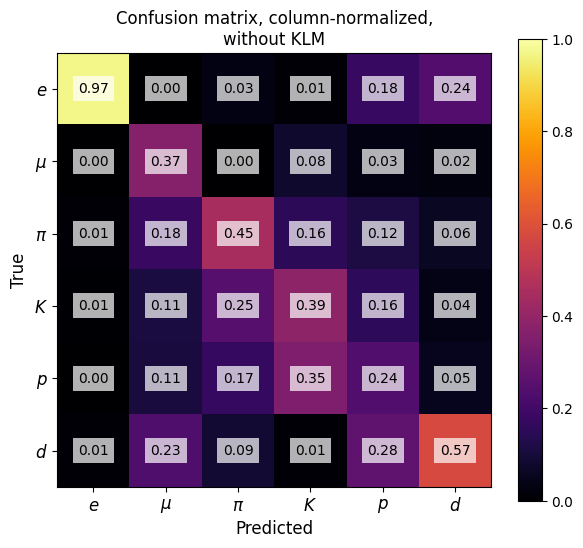 Confusion matrix, column-normalized,
without KLM
e 0.97 0.00 0.03 0.01 0.18 0.24
μ 0.00 0.37 0.00 0.08 0.03 0.02
π 0.01 0.18 0.45 0.16 0.12 0.06
K 0.01 0.11 0.25 0.39 0.16 0.04
p 0.00 0.11 0.17 0.35 0.24 0.05
d 0.01 0.23 0.09 0.01 0.28 0.57
e μ π K p d
Predicted
True
1.0
0.8
0.6
0.4
0.2
0.0